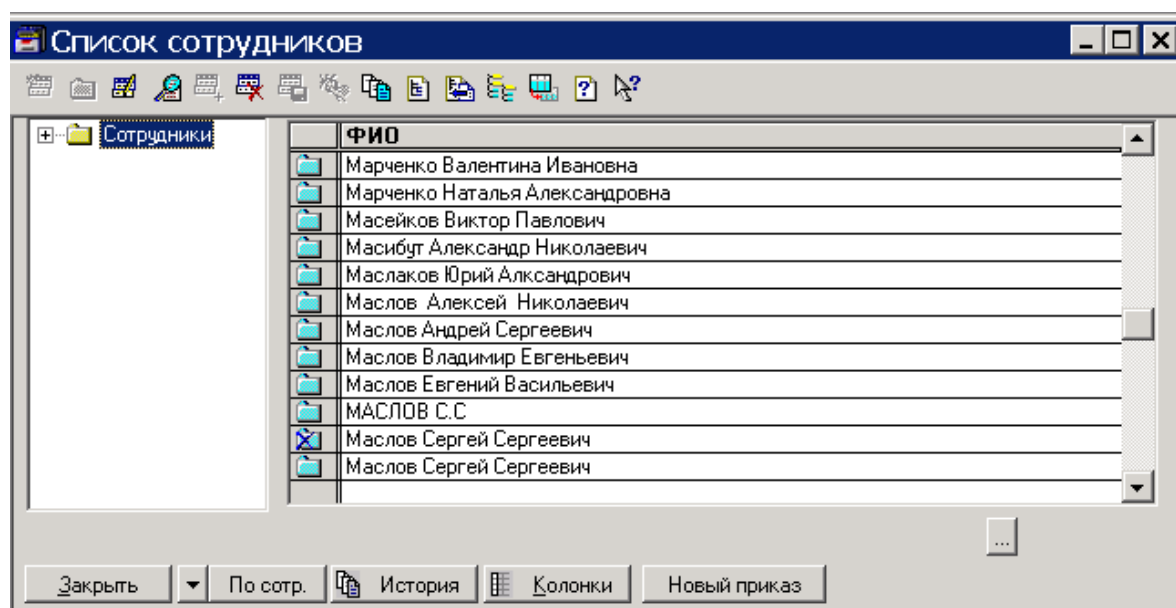 Список сотрудников
Сотрудники
ФИО
Марченко Валентина Ивановна
Марченко Наталья Александровна
Масейков Виктор Павлович
Масибут Александр Николаевич
Маслаков Юрий Алксандрович
Маслов Алексей Николаевич
Маслов Андрей Сергеевич
Маслов Владимир Евгеньевич
Маслов Евгений Васильевич
МАСЛОВ С.С
Маслов Сергей Сергеевич
Маслов Сергей Сергеевич
...
Закрыть По сотр. История Колонки Новый приказ